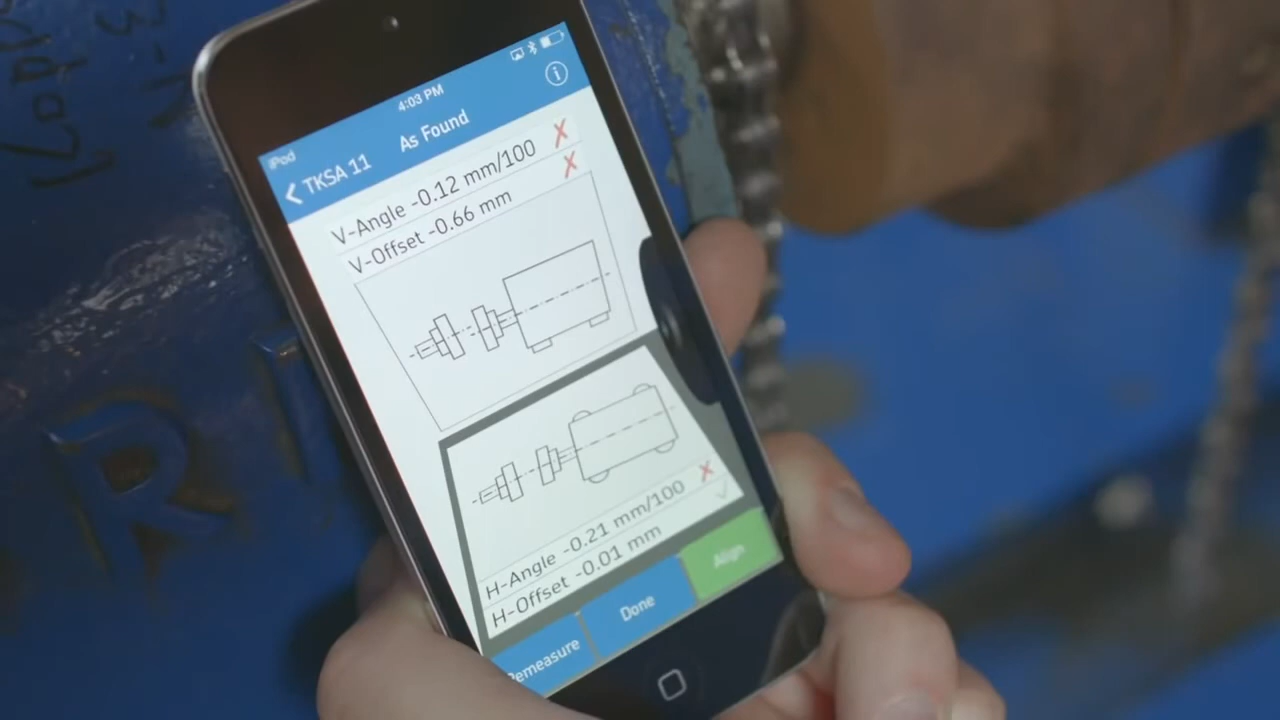 iPod
4:03 PM
TKSA 11
As Found
V-Angle -0.12 mm/100
V-Offset -0.66 mm
H-Angle -0.21 mm/100
H-Offset -0.01 mm
Remeasure
Done
Align
R